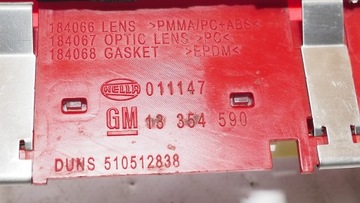 184066 LENS >PMMA/PC+ABS<
184067 OPTIC LENS >PC<
184068 GASKET >EPDM<
HELLA 011147
GM 13 354 590
DUNS 510512838